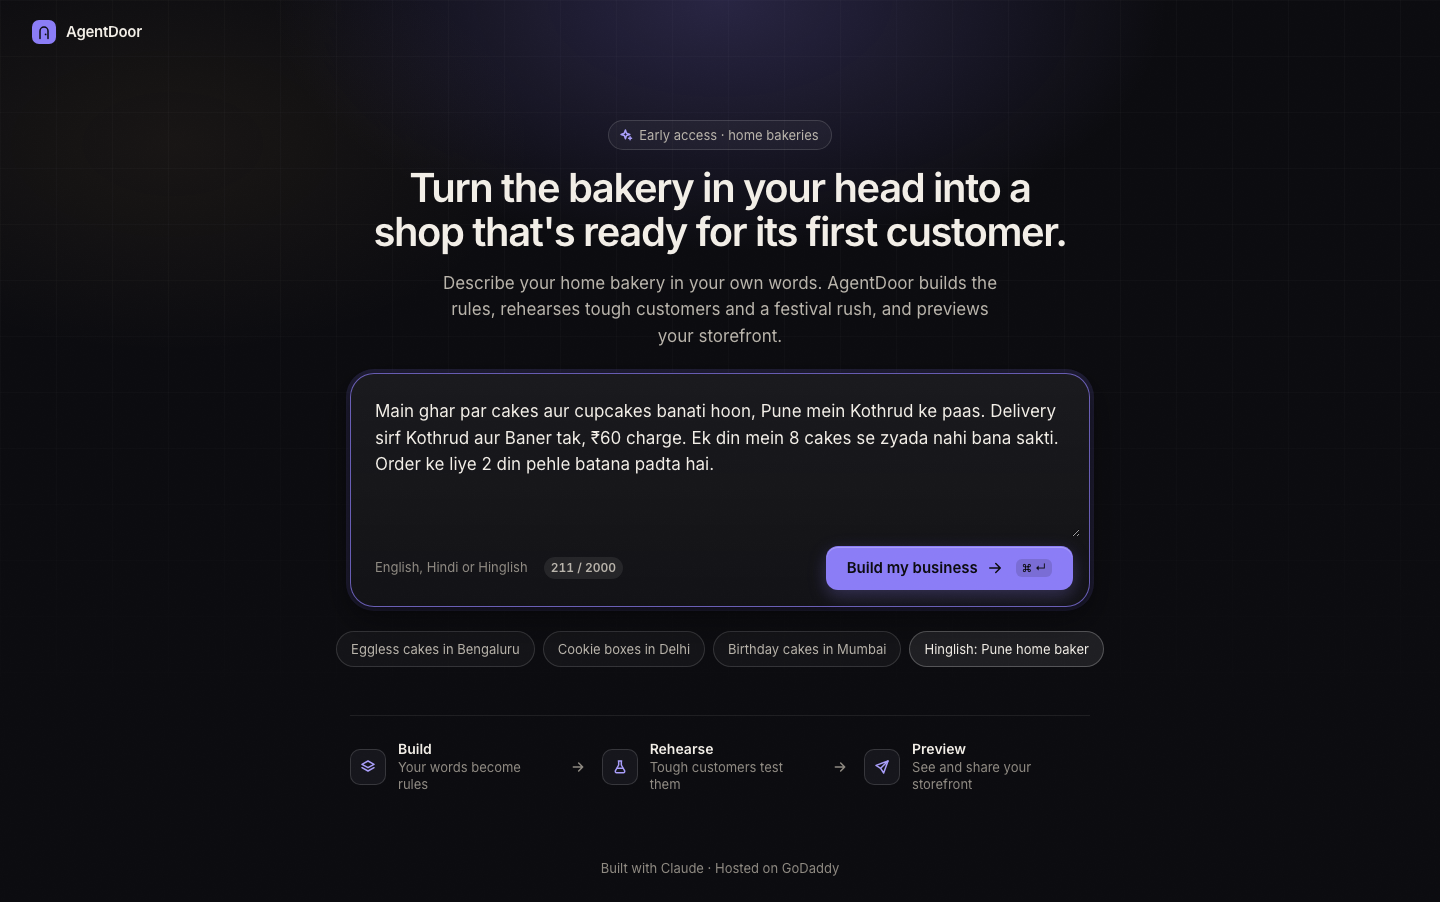 AgentDoor
Early access · home bakeries
Turn the bakery in your head into a
shop that's ready for its first customer.
Describe your home bakery in your own words. AgentDoor builds the
rules, rehearses tough customers and a festival rush, and previews
your storefront.
Main ghar par cakes aur cupcakes banati hoon, Pune mein Kothrud ke paas. Delivery
sirf Kothrud aur Baner tak, ₹60 charge. Ek din mein 8 cakes se zyada nahi bana sakti.
Order ke liye 2 din pehle batana padta hai.
English, Hindi or Hinglish
211 / 2000
Build my business → ⌘ ↵
Eggless cakes in Bengaluru
Cookie boxes in Delhi
Birthday cakes in Mumbai
Hinglish: Pune home baker
Build
Your words become
rules
→
Rehearse
Tough customers test
them
→
Preview
See and share your
storefront
Built with Claude · Hosted on GoDaddy